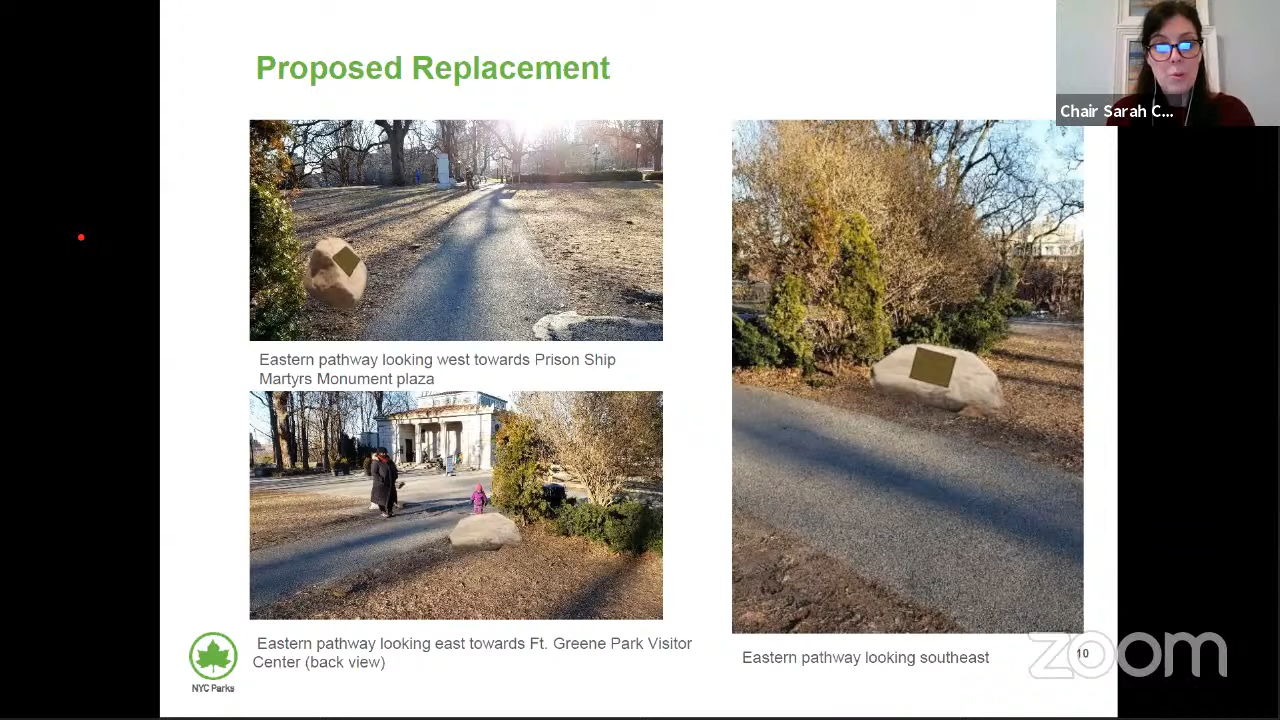 Proposed Replacement
Chair Sarah C...
Eastern pathway looking west towards Prison Ship
Martyrs Monument plaza
Eastern pathway looking east towards Ft. Greene Park Visitor
Center (back view)
Eastern pathway looking southeast
NYC Parks
10
zoom